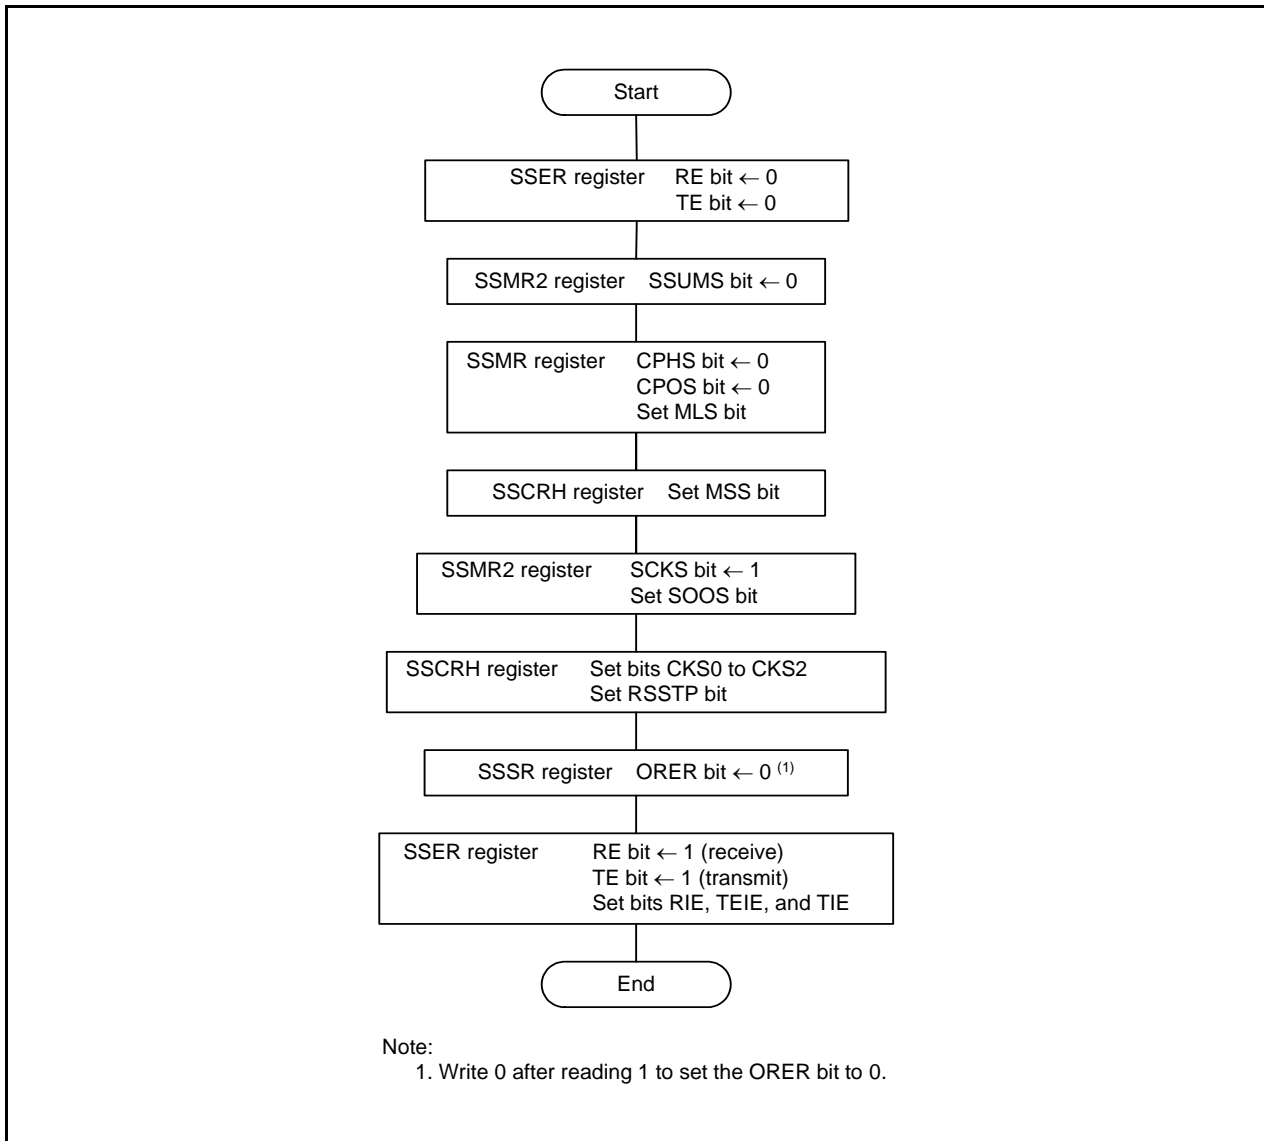 Start
SSER register RE bit ← 0
TE bit ← 0
SSMR2 register SSUMS bit ← 0
SSMR register CPHS bit ← 0
CPOS bit ← 0
Set MLS bit
SSCRH register Set MSS bit
SSMR2 register SCKS bit ← 1
Set SOOS bit
SSCRH register Set bits CKS0 to CKS2
Set RSSTP bit
SSSR register ORER bit ← 0 (1)
SSER register RE bit ← 1 (receive)
TE bit ← 1 (transmit)
Set bits RIE, TEIE, and TIE
End
Note:
1. Write 0 after reading 1 to set the ORER bit to 0.